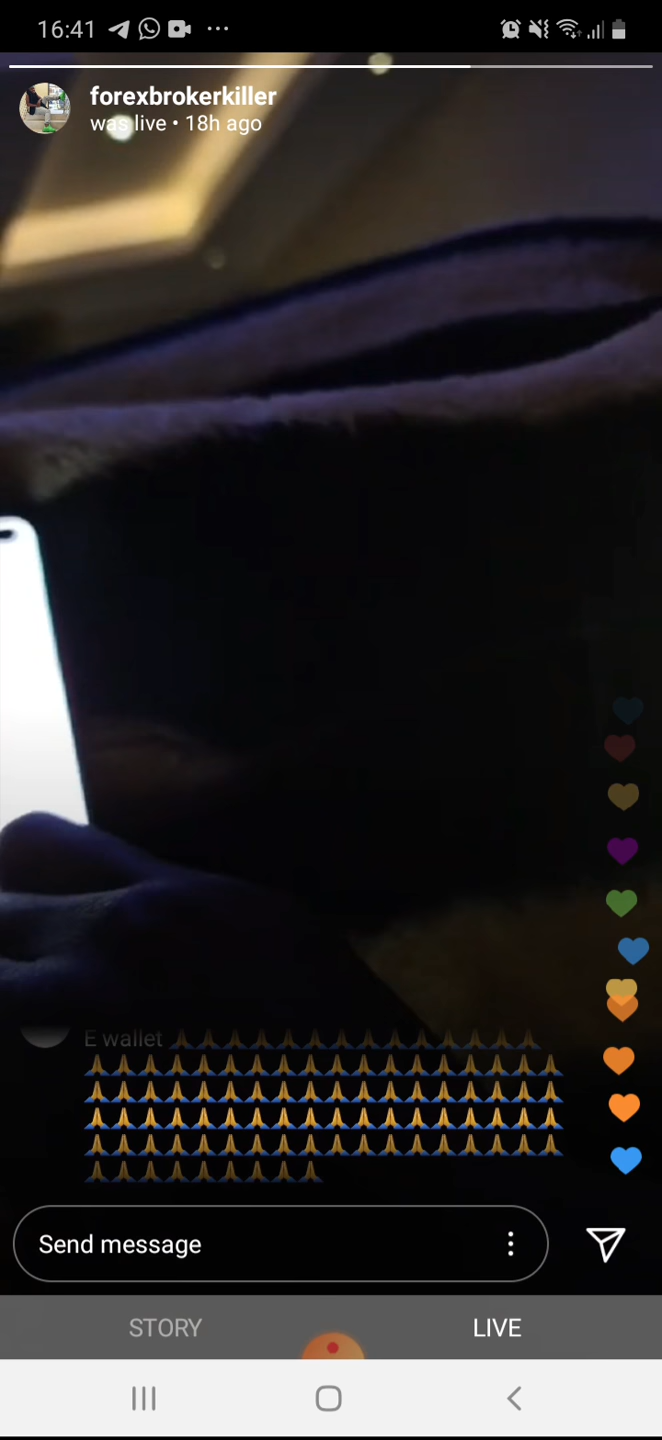 16:41
forexbrokerkiller
was live • 18h ago
E wallet 🙏🙏🙏🙏🙏🙏🙏🙏🙏🙏🙏🙏🙏🙏
🙏🙏🙏🙏🙏🙏🙏🙏🙏🙏🙏🙏🙏🙏🙏🙏🙏🙏
🙏🙏🙏🙏🙏🙏🙏🙏🙏🙏🙏🙏🙏🙏🙏🙏🙏🙏
🙏🙏🙏🙏🙏🙏🙏🙏🙏🙏🙏🙏🙏🙏🙏🙏🙏🙏
🙏🙏🙏🙏🙏🙏🙏🙏🙏🙏🙏🙏🙏🙏🙏🙏🙏🙏
🙏🙏🙏🙏🙏🙏🙏🙏🙏
Send message
STORY LIVE